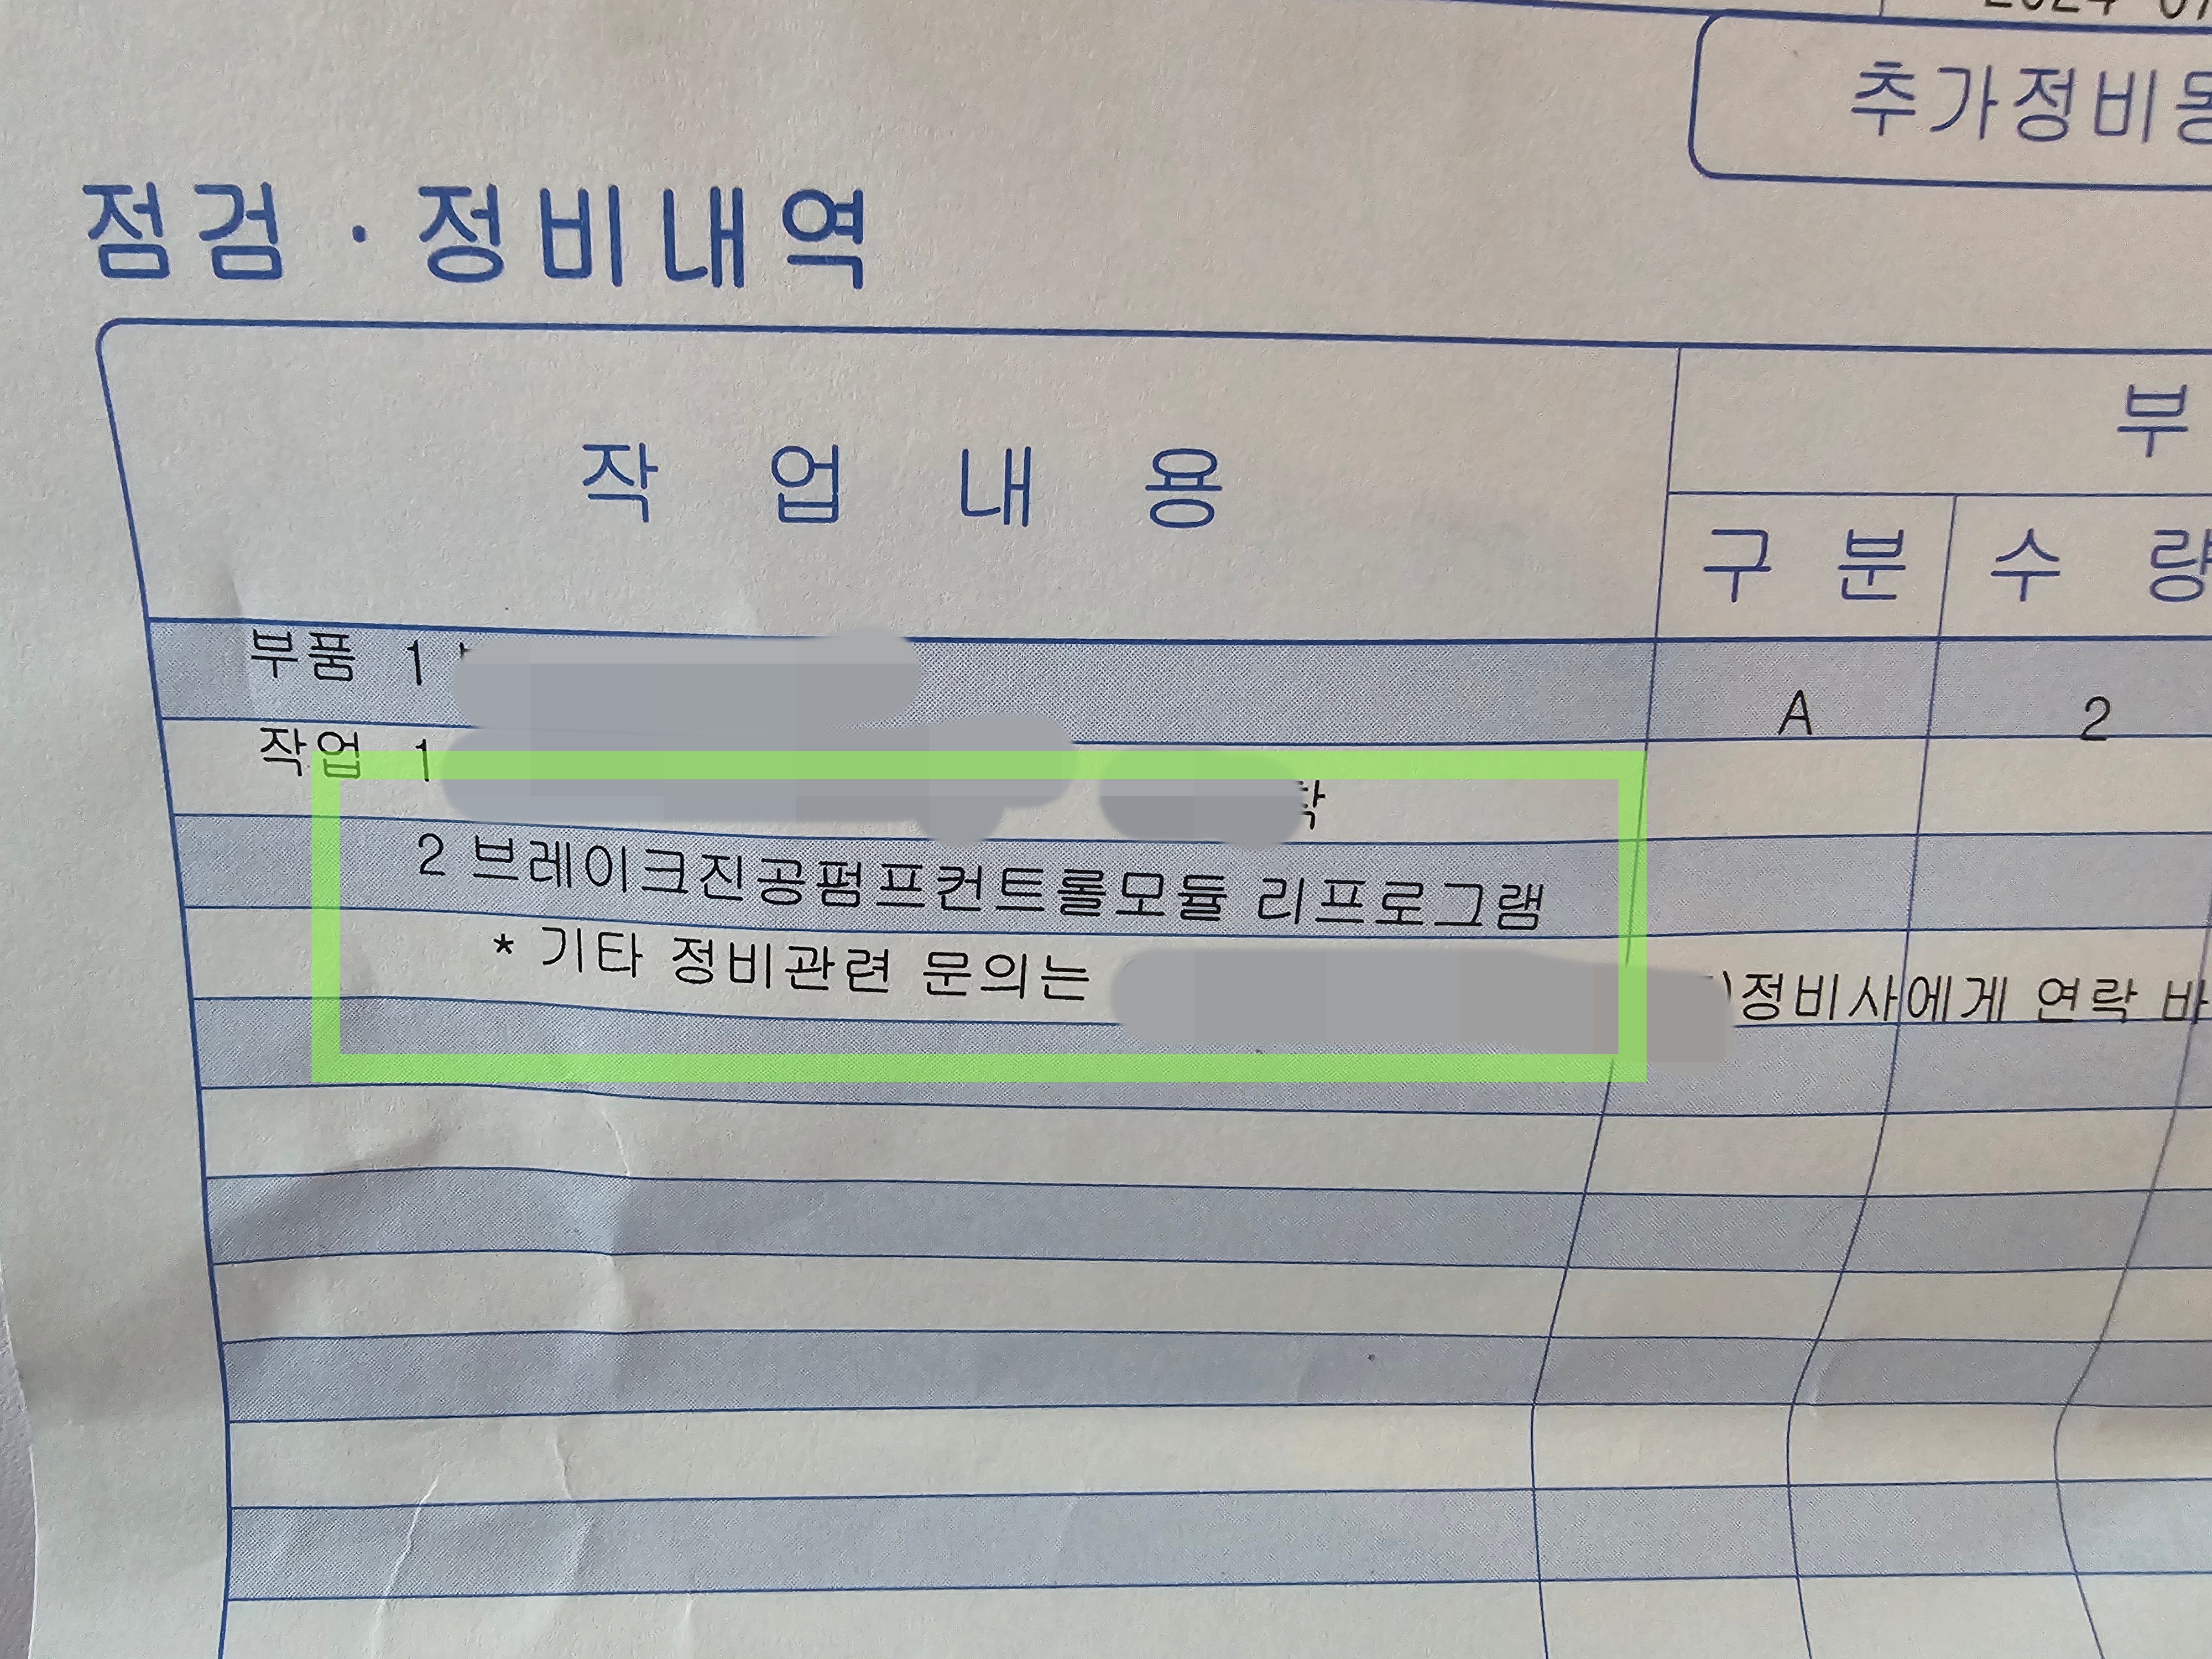 추가정비
점검 · 정비내역
작 업 내 용
부
구 분 수 량
부품 1
A 2
작업 1
2 브레이크진공펌프컨트롤모듈 리프로그램
* 기타 정비관련 문의는 정비사에게 연락 바